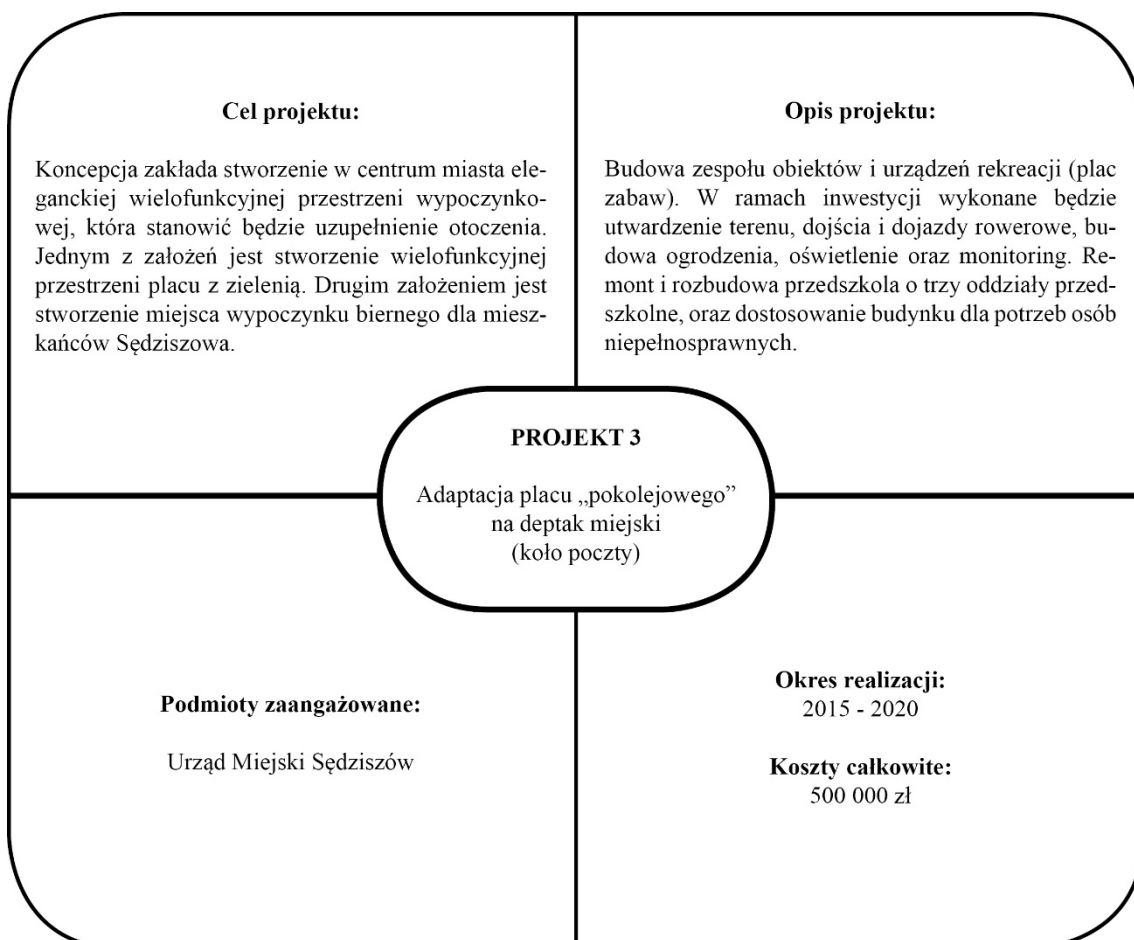 Cel projektu:
Koncepcja zakłada stworzenie w centrum miasta ele-
ganckiej wielofunkcyjnej przestrzeni wypoczynko-
wej, która stanowić będzie uzupełnienie otoczenia.
Jednym z założeń jest stworzenie wielofunkcyjnej
przestrzeni placu z zielenią. Drugim założeniem jest
stworzenie miejsca wypoczynku biernego dla miesz-
kańców Sędziszowa.
Opis projektu:
Budowa zespołu obiektów i urządzeń rekreacji (plac
zabaw). W ramach inwestycji wykonane będzie
utwardzenie terenu, dojścia i dojazdy rowerowe, bu-
dowa ogrodzenia, oświetlenie oraz monitoring. Re-
mont i rozbudowa przedszkola o trzy oddziały przed-
szkolne, oraz dostosowanie budynku dla potrzeb osób
niepełnosprawnych.
PROJEKT 3
Adaptacja placu „pokolejowego”
na deptak miejski
(koło poczty)
Podmioty zaangażowane:
Urząd Miejski Sędziszów
Okres realizacji:
2015 - 2020
Koszty całkowite:
500 000 zł